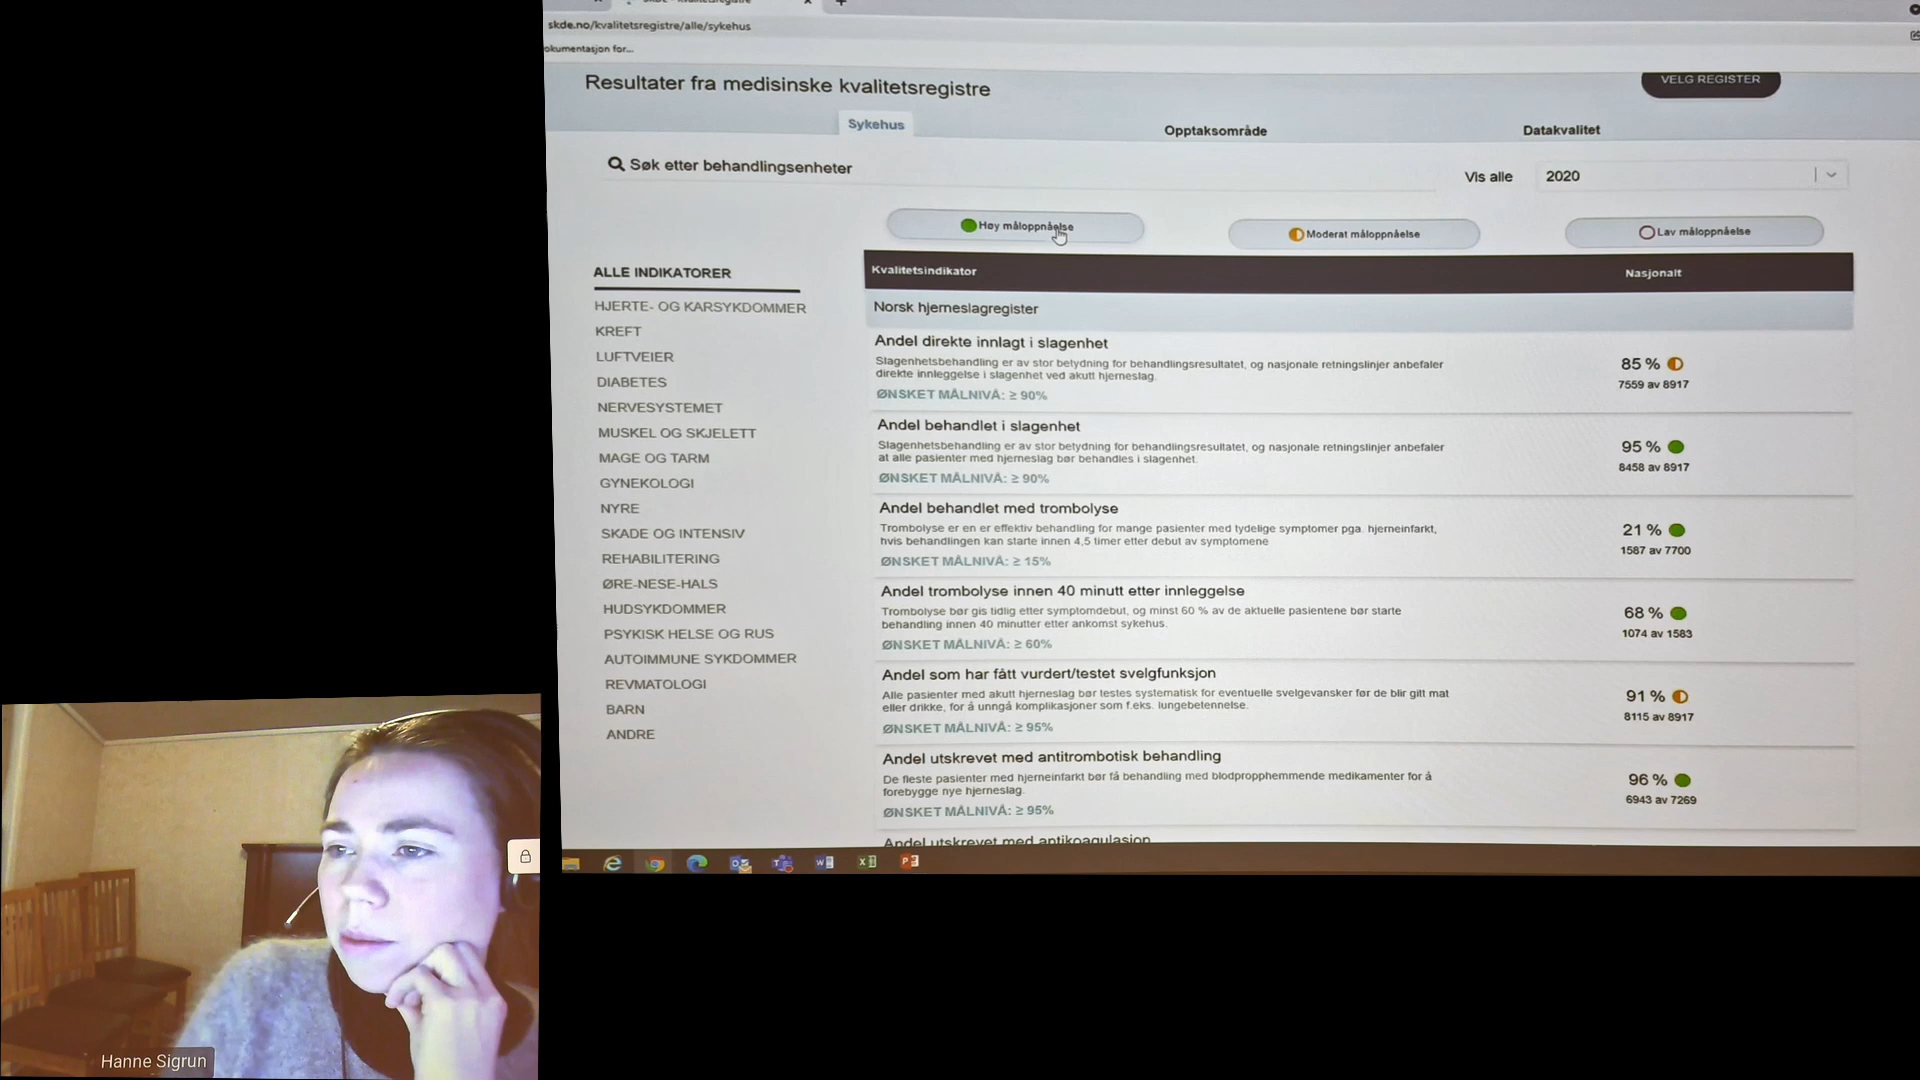 skde.no/kvalitetsregistre/alle/sykehus
okumentasjon for...
Resultater fra medisinske kvalitetsregistre
VELG REGISTER
Sykehus
Opptaksområde
Datakvalitet
Søk etter behandlingsenheter
Vis alle
2020
Høy måloppnåelse
Moderat måloppnåelse
Lav måloppnåelse
ALLE INDIKATORER
HJERTE- OG KARSYKDOMMER
KREFT
LUFTVEIER
DIABETES
NERVESYSTEMET
MUSKEL OG SKJELETT
MAGE OG TARM
GYNEKOLOGI
NYRE
SKADE OG INTENSIV
REHABILITERING
ØRE-NESE-HALS
HUDSYKDOMMER
PSYKISK HELSE OG RUS
AUTOIMMUNE SYKDOMMER
REVMATOLOGI
BARN
ANDRE
Kvalitetsindikator
Nasjonalt
Norsk hjerneslagregister
Andel direkte innlagt i slagenhet
Slagenhetsbehandling er av stor betydning for behandlingsresultatet, og nasjonale retningslinjer anbefaler
direkte innleggelse i slagenhet ved akutt hjerneslag.
ØNSKET MÅLNIVÅ: ≥ 90%
85 %
7559 av 8917
Andel behandlet i slagenhet
Slagenhetsbehandling er av stor betydning for behandlingsresultatet, og nasjonale retningslinjer anbefaler
at alle pasienter med hjerneslag bør behandles i slagenhet.
ØNSKET MÅLNIVÅ: ≥ 90%
95 %
8458 av 8917
Andel behandlet med trombolyse
Trombolyse er en er effektiv behandling for mange pasienter med tydelige symptomer pga. hjerneinfarkt,
hvis behandlingen kan starte innen 4,5 timer etter debut av symptomene
ØNSKET MÅLNIVÅ: ≥ 15%
21 %
1587 av 7700
Andel trombolyse innen 40 minutt etter innleggelse
Trombolyse bør gis tidlig etter symptomdebut, og minst 60 % av de aktuelle pasientene bør starte
behandling innen 40 minutter etter ankomst sykehus.
ØNSKET MÅLNIVÅ: ≥ 60%
68 %
1074 av 1583
Andel som har fått vurdert/testet svelgfunksjon
Alle pasienter med akutt hjerneslag bør testes systematisk for eventuelle svelgevansker før de blir gitt mat
eller drikke, for å unngå komplikasjoner som f.eks. lungebetennelse.
ØNSKET MÅLNIVÅ: ≥ 95%
91 %
8115 av 8917
Andel utskrevet med antitrombotisk behandling
De fleste pasienter med hjerneinfarkt bør få behandling med blodpropphemmende medikamenter for å
forebygge nye hjerneslag.
ØNSKET MÅLNIVÅ: ≥ 95%
96 %
6943 av 7269
Andel utskrevet med antikoagulasjon
Hanne Sigrun